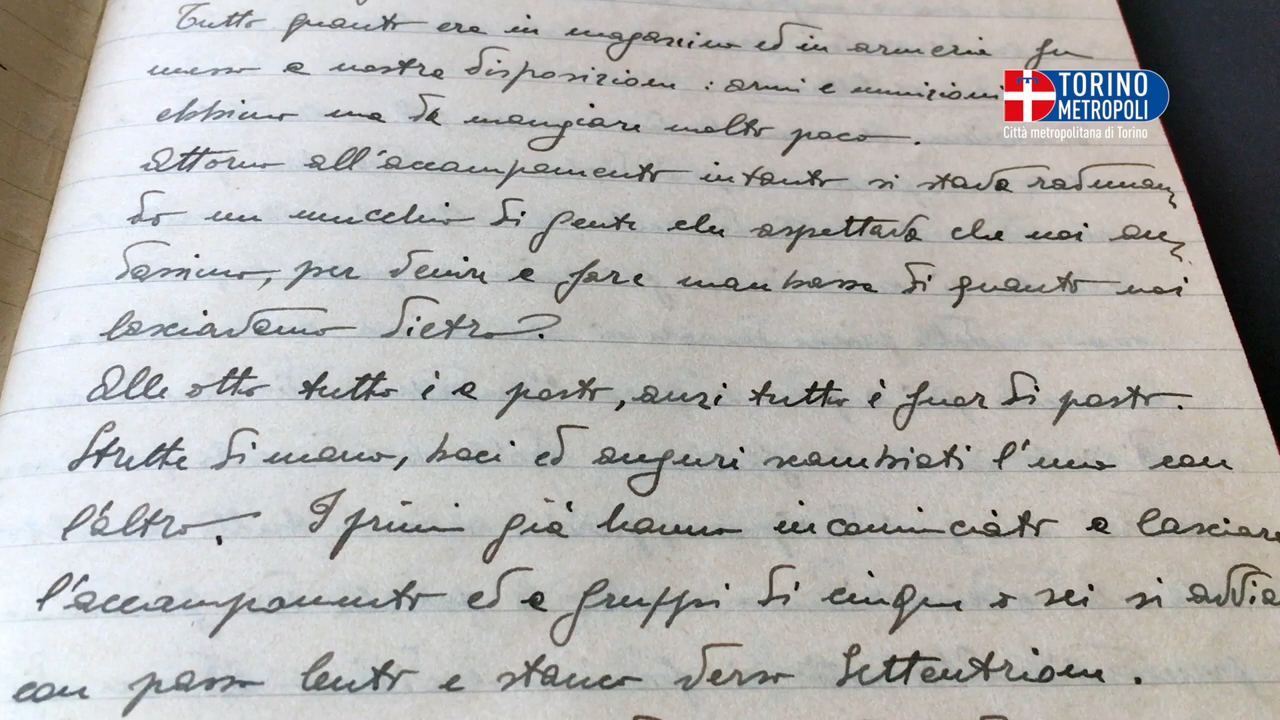 Tutto quanto era in magazzino ed in armeria fu
messo a nostra disposizione : armi e munizioni
ebbimo ma da mangiare molto poco.
Attorno all'accampamento intanto si stava radunan
do un mucchio di gente che aspettava che noi an
dassimo, per venire a fare man bassa di quanto noi
lasciavamo dietro.
Alle otto tutto è a posto, anzi tutto è fuor di posto.
Strette di mano, baci ed auguri scambiati l'uno con
l'altro. I primi già hanno incominciato a lasciare
l'accampamento ed a gruppi di cinque o sei si avvia
con passo lento e stanco verso Settentrione.
TORINO
METROPOLI
Città metropolitana di Torino